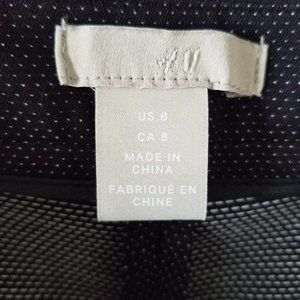 H&M
US 8
CA 8
MADE IN
CHINA
FABRIQUÉ EN
CHINE